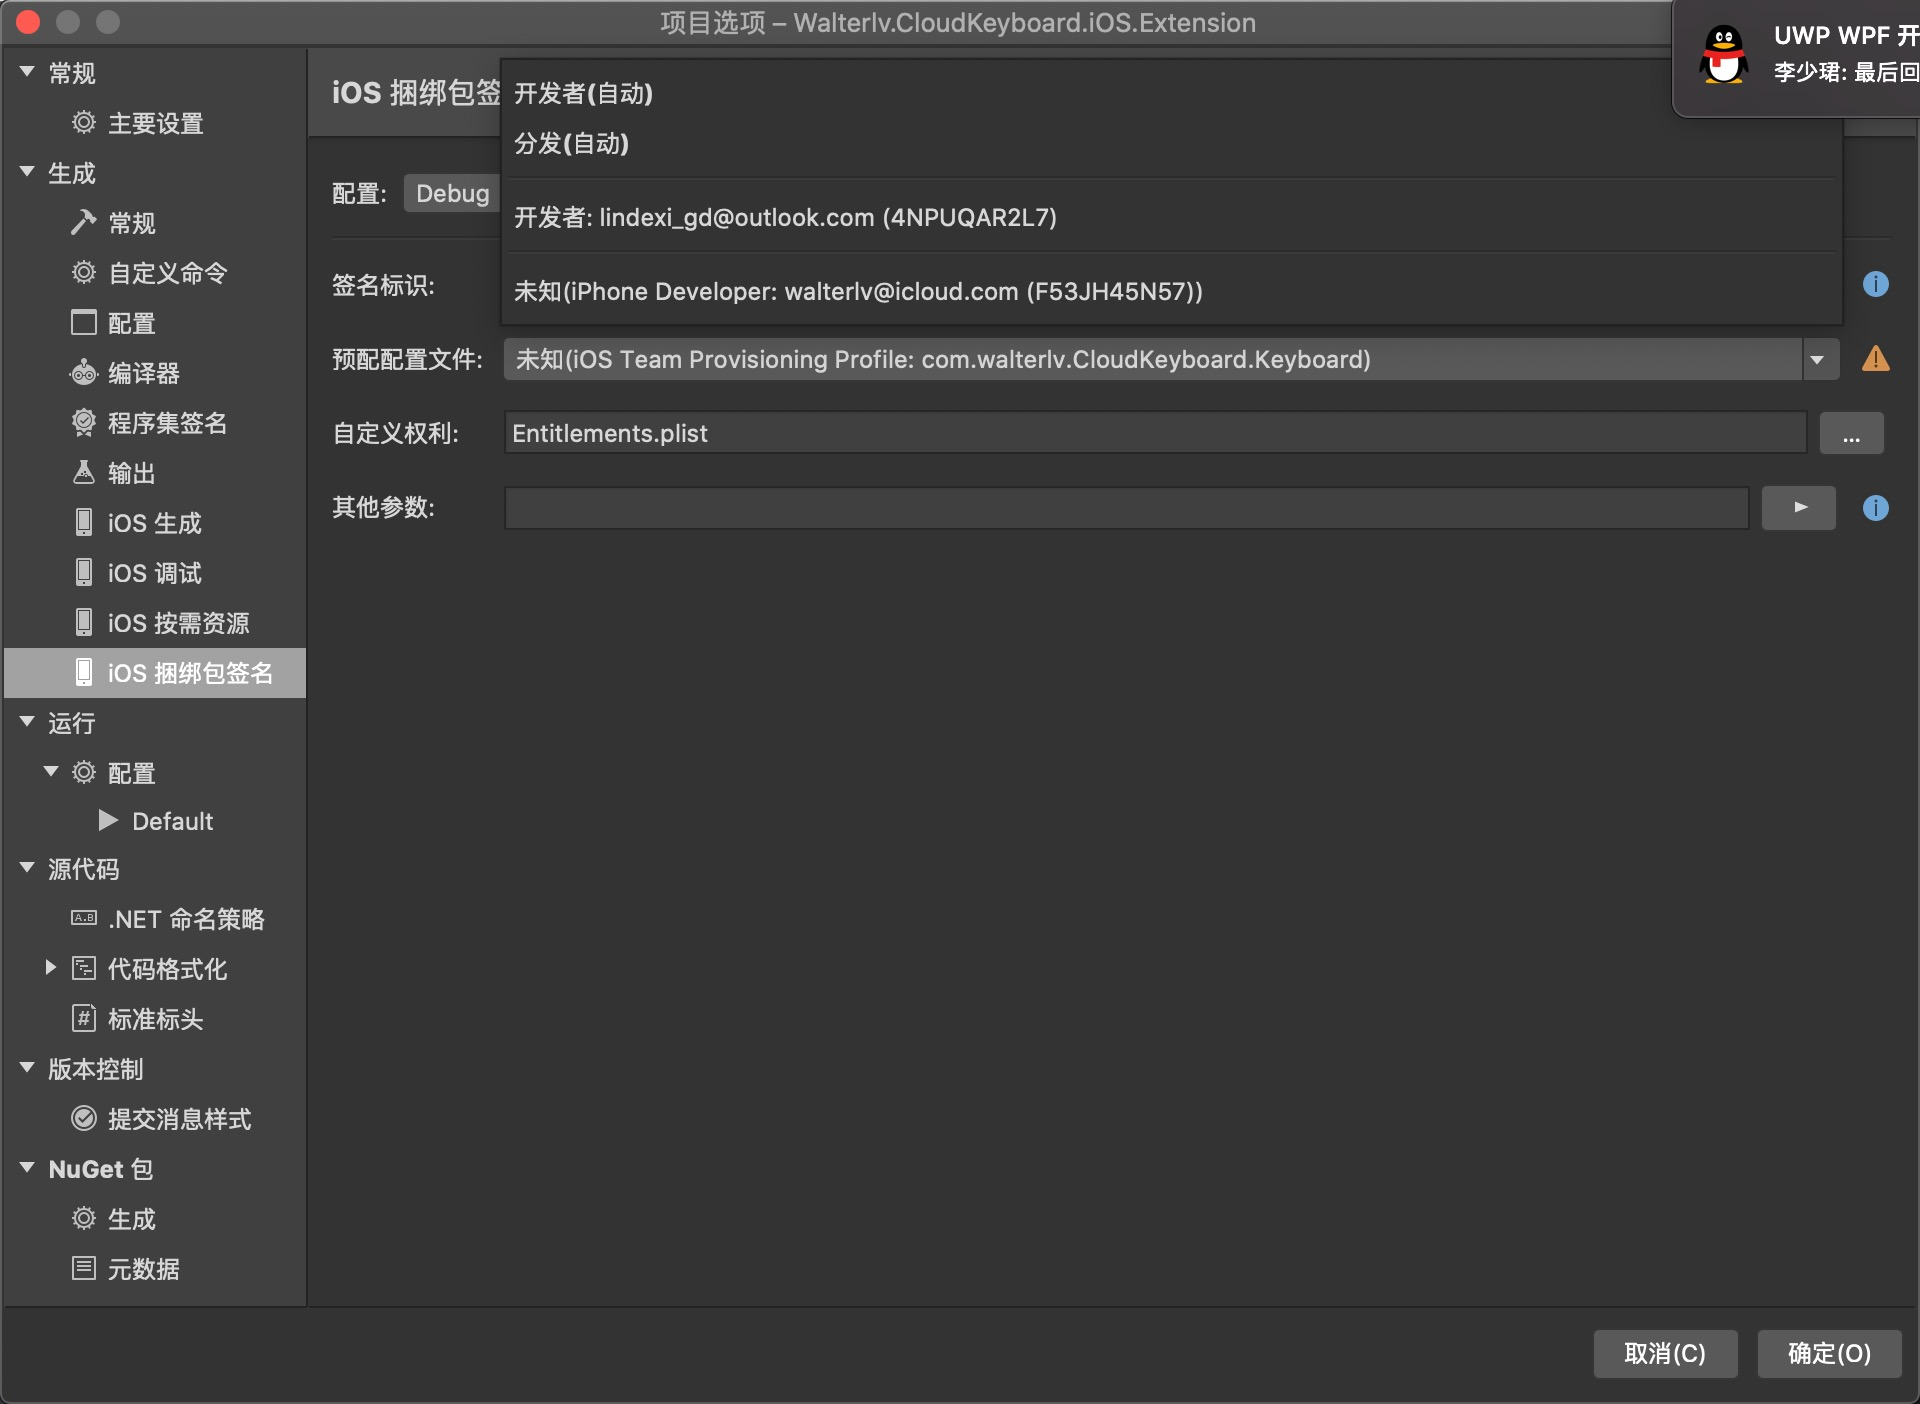 项目选项 – Walterlv.CloudKeyboard.iOS.Extension
UWP WPF 开
李少珺: 最后回
常规
主要设置
生成
常规
自定义命令
配置
编译器
程序集签名
输出
iOS 生成
iOS 调试
iOS 按需资源
iOS 捆绑包签名
运行
配置
Default
源代码
A.B .NET 命名策略
代码格式化
# 标准标头
版本控制
提交消息样式
NuGet 包
生成
元数据
iOS 捆绑包签
开发者(自动)
分发(自动)
配置: Debug
开发者: lindexi_gd@outlook.com (4NPUQAR2L7)
签名标识:
未知(iPhone Developer: walterlv@icloud.com (F53JH45N57))
预配配置文件: 未知(iOS Team Provisioning Profile: com.walterlv.CloudKeyboard.Keyboard)
自定义权利: Entitlements.plist ...
其他参数:
取消(C) 确定(O)